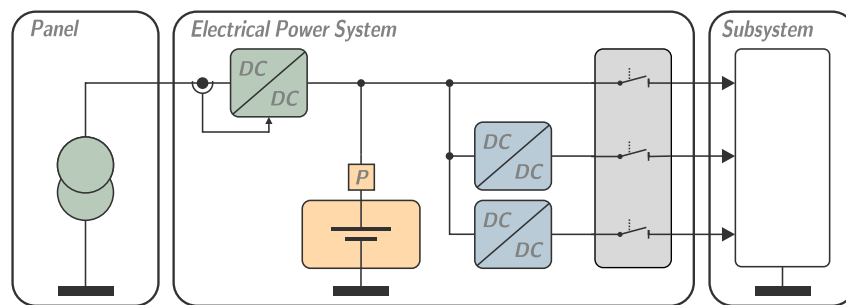 Panel
Electrical Power System
Subsystem
DC
DC
P
DC
DC
DC
DC